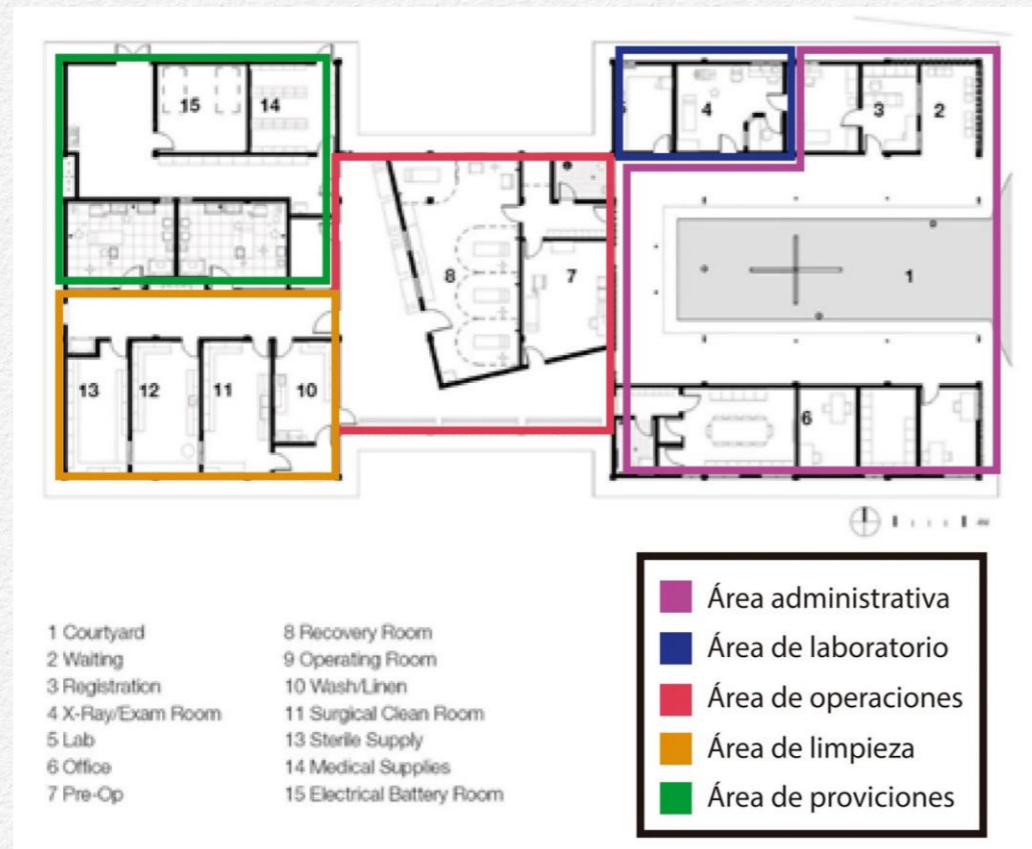 15
14
4
3
2
8
7
1
13
12
11
10
6
1 Courtyard
2 Waiting
3 Registration
4 X-Ray/Exam Room
5 Lab
6 Office
7 Pre-Op
8 Recovery Room
9 Operating Room
10 Wash/Linen
11 Surgical Clean Room
13 Sterile Supply
14 Medical Supplies
15 Electrical Battery Room
Área administrativa
Área de laboratorio
Área de operaciones
Área de limpieza
Área de proviciones